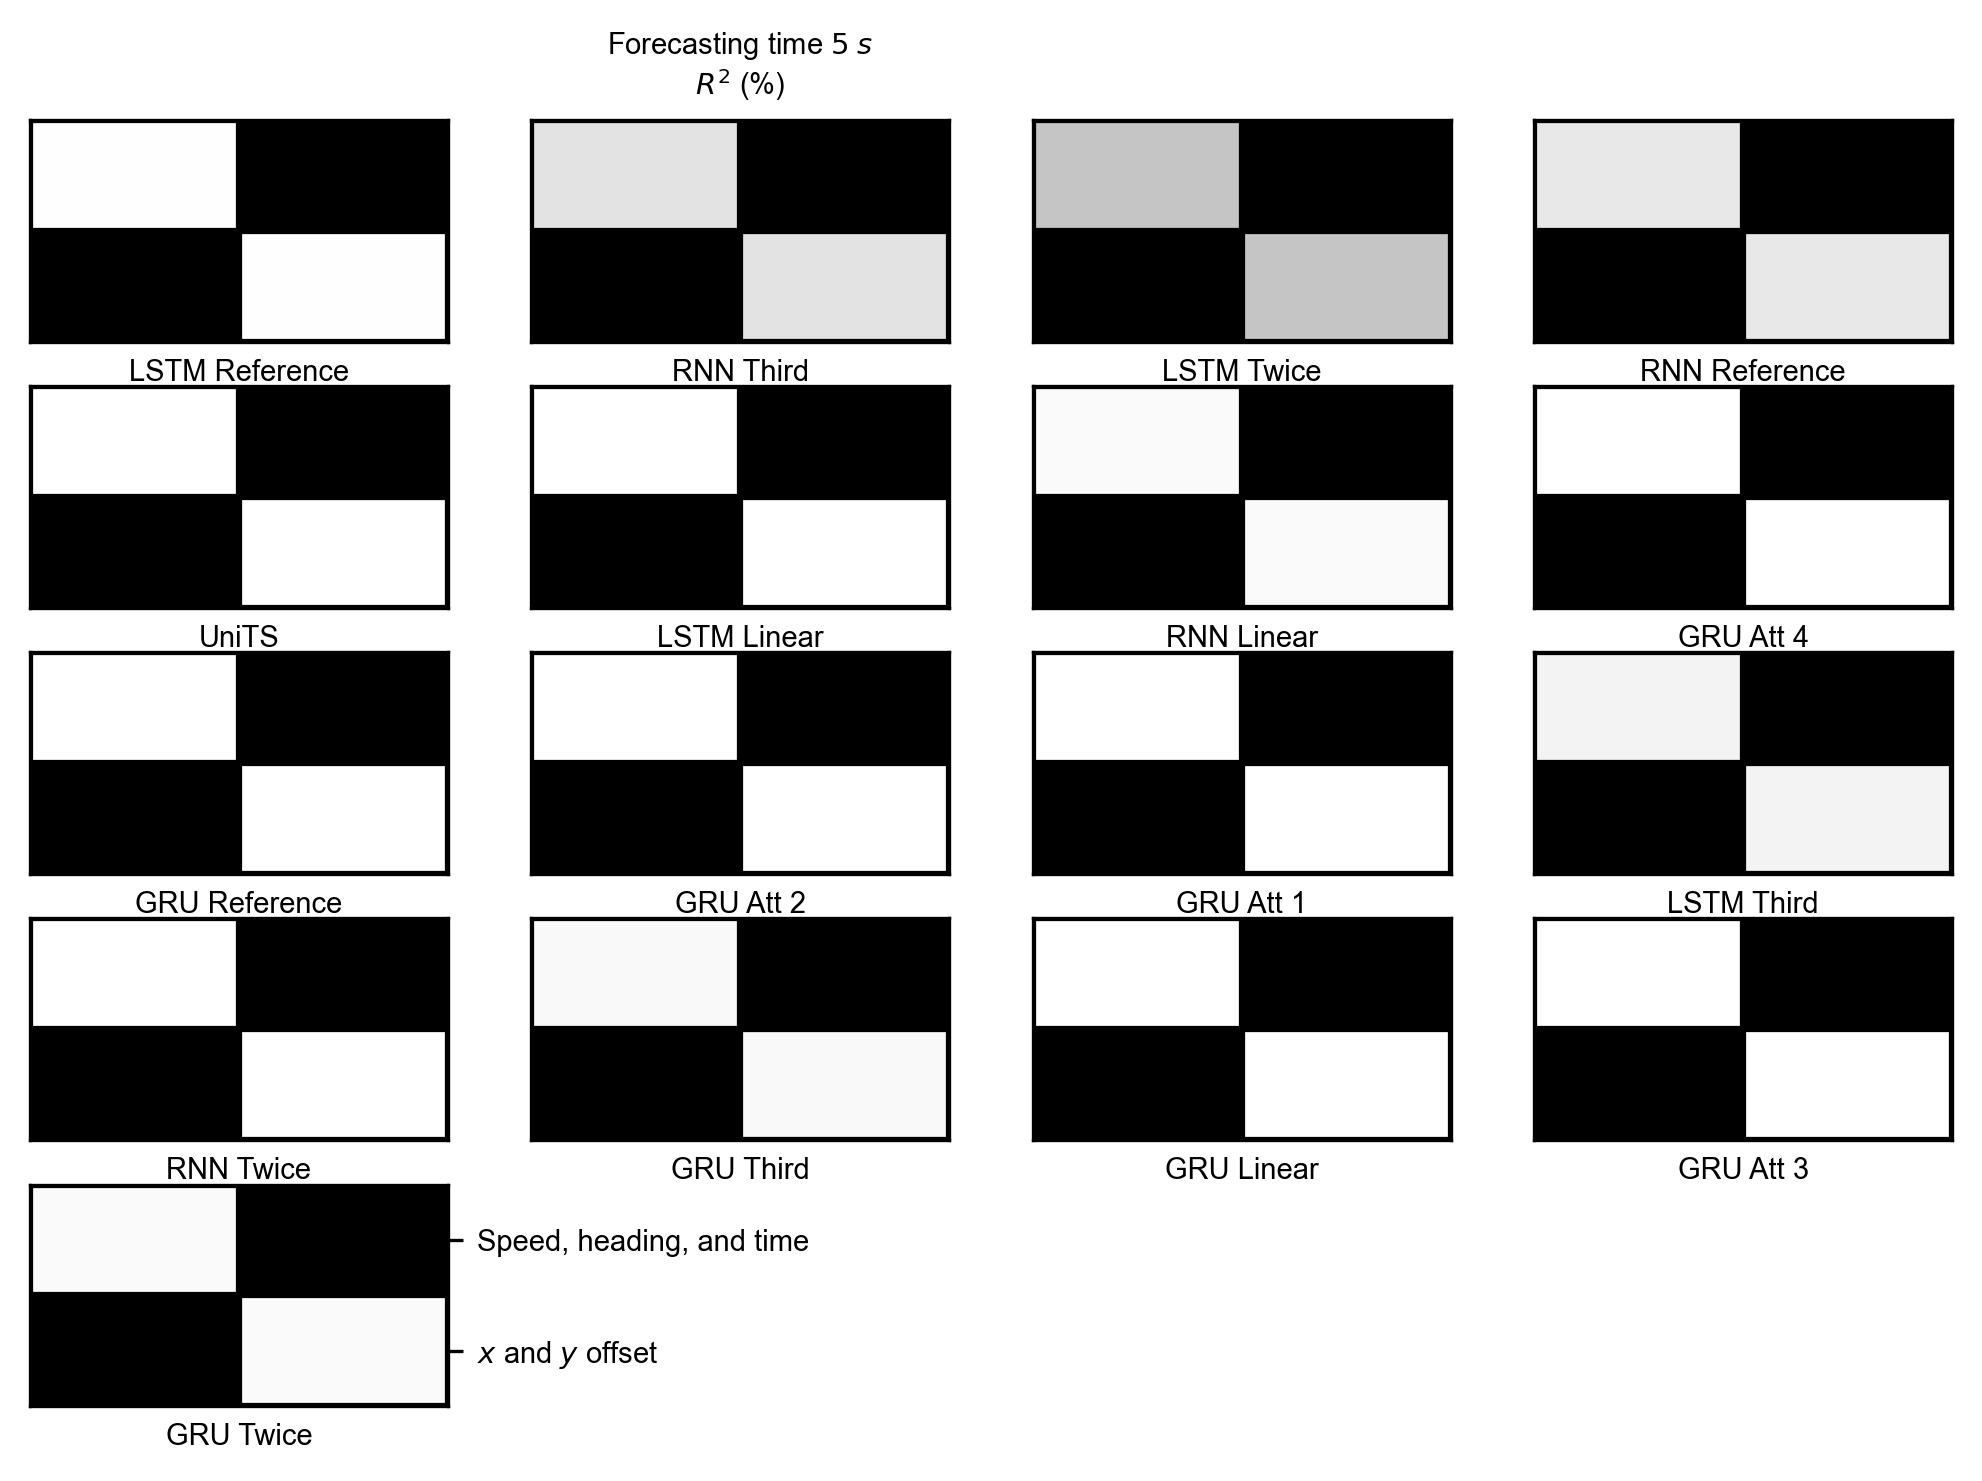 Forecasting time 5 s
R² (%)
LSTM Reference
RNN Third
LSTM Twice
RNN Reference
UniTS
LSTM Linear
RNN Linear
GRU Att 4
GRU Reference
GRU Att 2
GRU Att 1
LSTM Third
RNN Twice
GRU Third
GRU Linear
GRU Att 3
Speed, heading, and time
x and y offset
GRU Twice